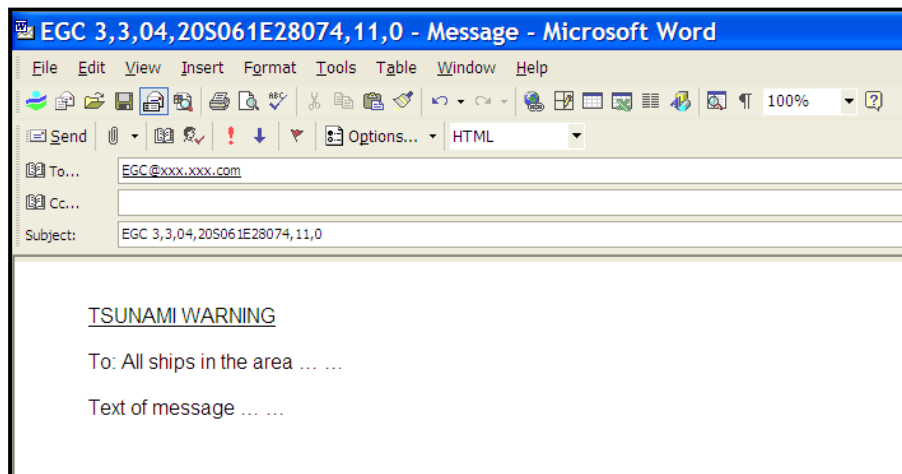 EGC 3,3,04,20S061E28074,11,0 - Message - Microsoft Word
File Edit View Insert Format Tools Table Window Help
ABC 100%
Send Options... HTML
To... EGC@xxx.xxx.com
Cc...
Subject: EGC 3,3,04,20S061E28074,11,0
TSUNAMI WARNING
To: All ships in the area ... ...
Text of message ... ...